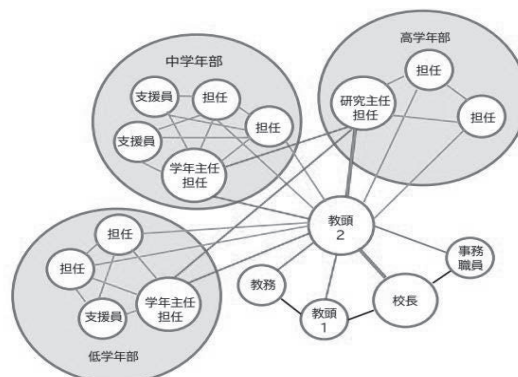 中学年部
支援員
担任
支援員
担任
学年主任
担任
高学年部
担任
研究主任
担任
担任
教頭
2
事務
職員
教務
教頭
1
校長
担任
担任
学年主任
担任
支援員
低学年部